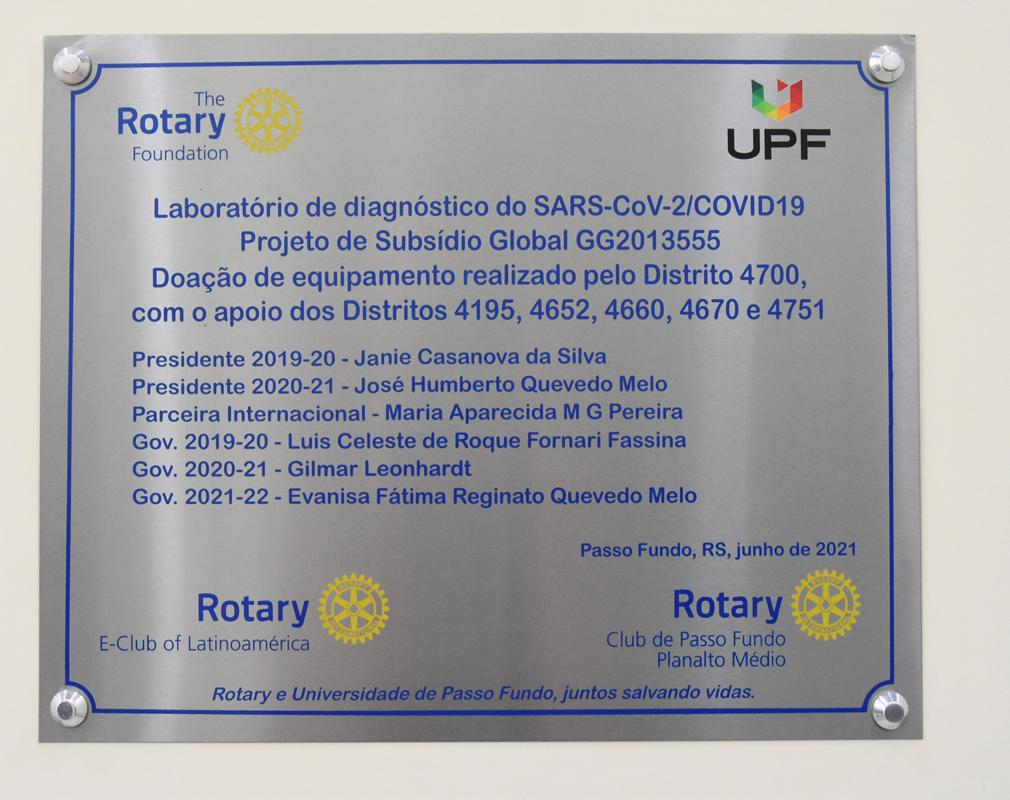 The
Rotary
Foundation
UPF
Laboratório de diagnóstico do SARS-CoV-2/COVID19
Projeto de Subsídio Global GG2013555
Doação de equipamento realizado pelo Distrito 4700,
com o apoio dos Distritos 4195, 4652, 4660, 4670 e 4751
Presidente 2019-20 - Janie Casanova da Silva
Presidente 2020-21 - José Humberto Quevedo Melo
Parceira Internacional - Maria Aparecida M G Pereira
Gov. 2019-20 - Luis Celeste de Roque Fornari Fassina
Gov. 2020-21 - Gilmar Leonhardt
Gov. 2021-22 - Evanisa Fátima Reginato Quevedo Melo
Passo Fundo, RS, junho de 2021
Rotary
E-Club of Latinoamérica
ROTARY
INTERNATIONAL
Rotary
Club de Passo Fundo
Planalto Médio
ROTARY
INTERNATIONAL
Rotary e Universidade de Passo Fundo, juntos salvando vidas.